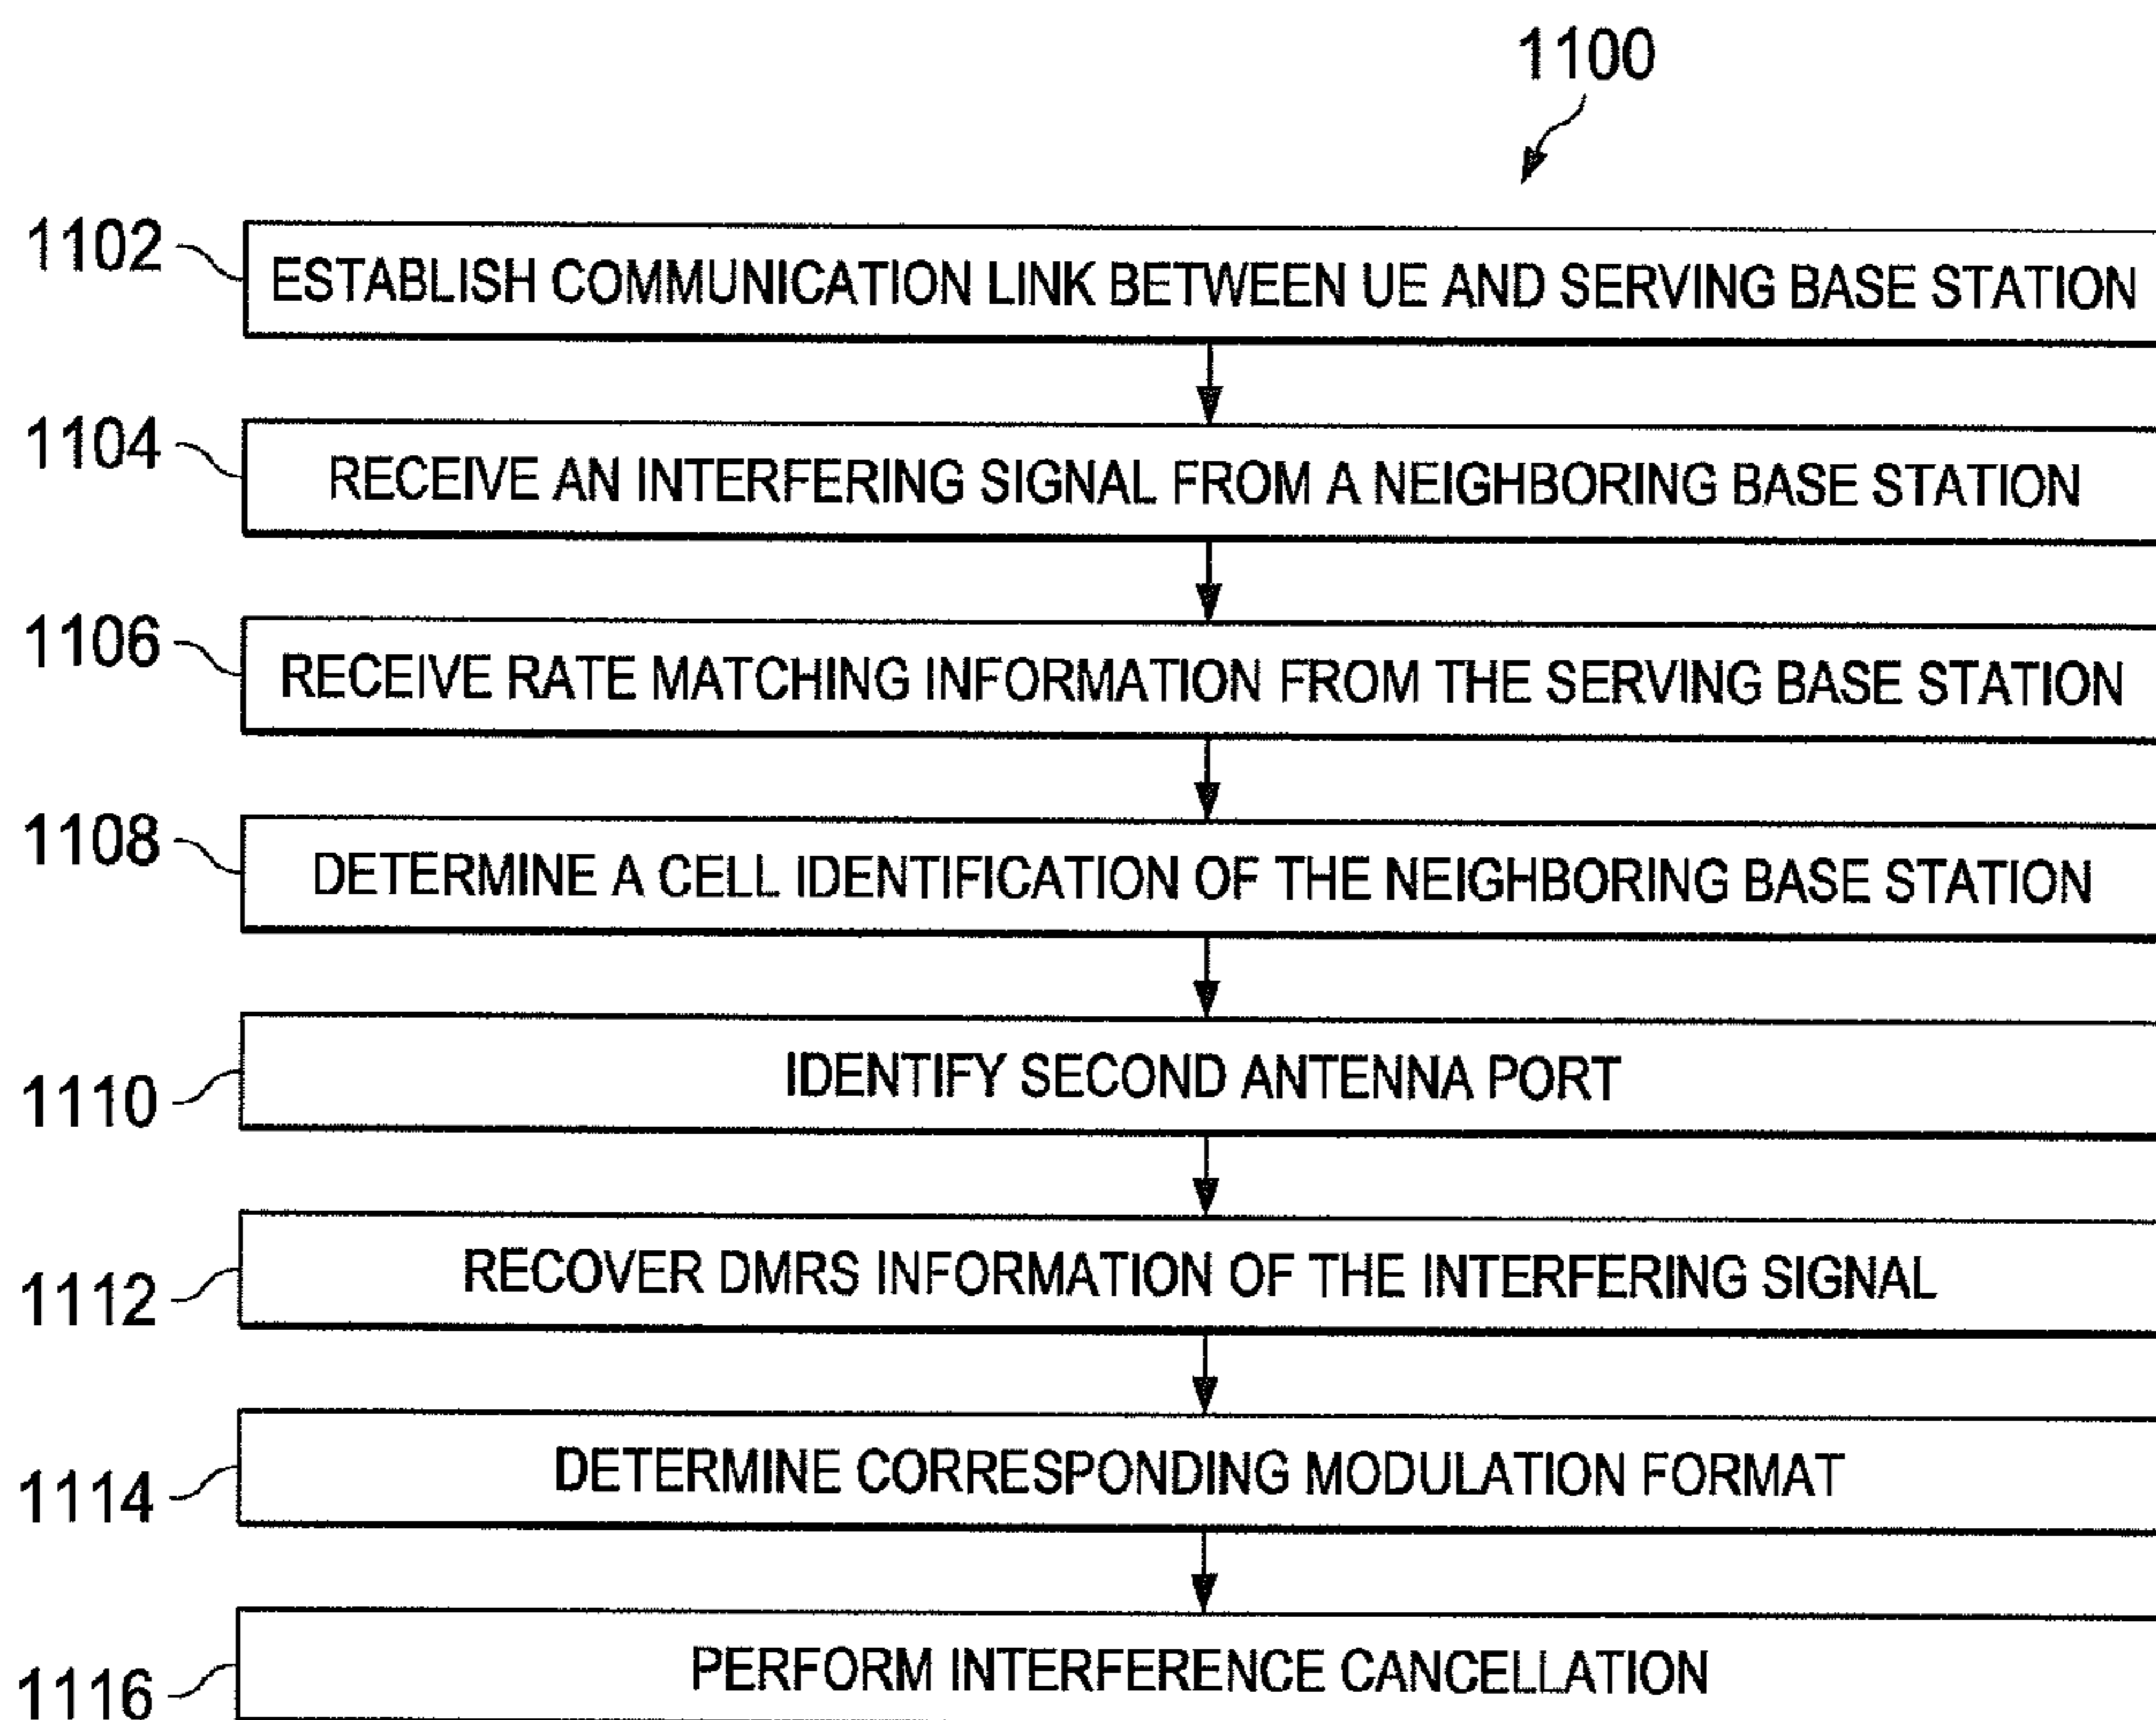 1100
1102 ESTABLISH COMMUNICATION LINK BETWEEN UE AND SERVING BASE STATION
1104 RECEIVE AN INTERFERING SIGNAL FROM A NEIGHBORING BASE STATION
1106 RECEIVE RATE MATCHING INFORMATION FROM THE SERVING BASE STATION
1108 DETERMINE A CELL IDENTIFICATION OF THE NEIGHBORING BASE STATION
1110 IDENTIFY SECOND ANTENNA PORT
1112 RECOVER DMRS INFORMATION OF THE INTERFERING SIGNAL
1114 DETERMINE CORRESPONDING MODULATION FORMAT
1116 PERFORM INTERFERENCE CANCELLATION